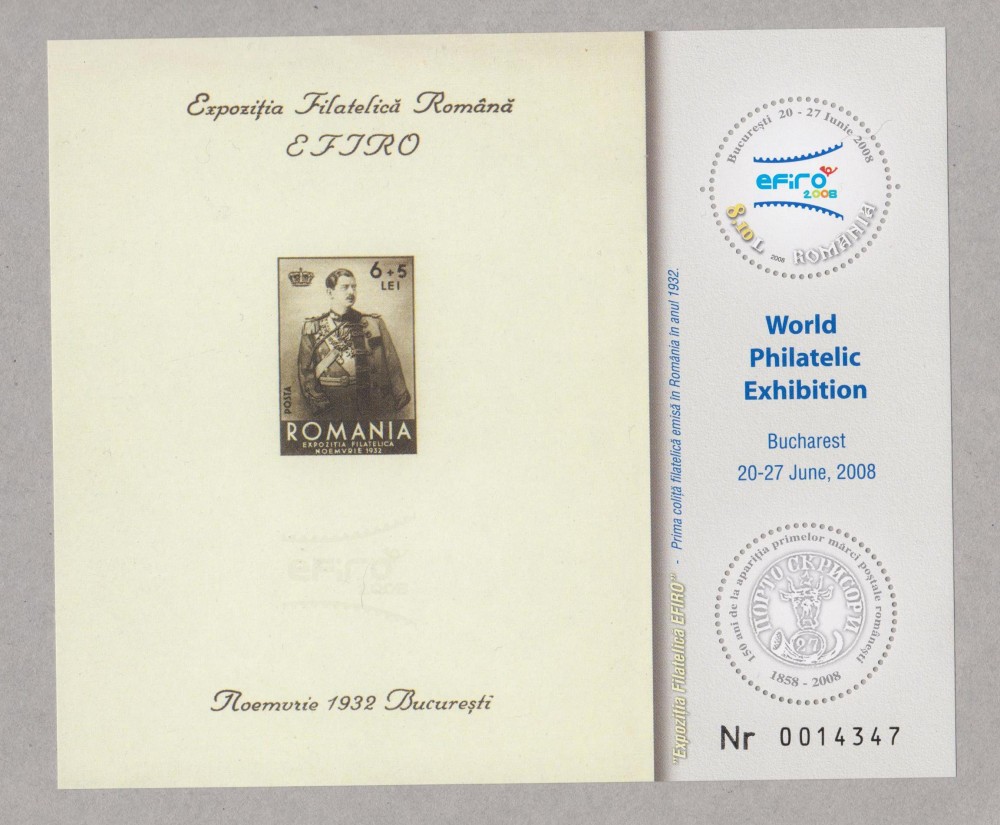 Expoziția Filatelică Română
EFIRO
6+5
LEI
POSTA
ROMANIA
EXPOZIȚIA FILATELICA
NOEMVRIE 1932
Noemvrie 1932 București
"Expoziția Filatelică EFIRO" - Prima coliță filatelică emisă în România în anul 1932.
București 20 - 27 Iunie 2008
efiro
2008
8,10 L
2008
ROMÂNIA
World
Philatelic
Exhibition
Bucharest
20-27 June, 2008
150 ani de la apariția primelor mărci poștale românești
ПОРТО СКРИСОРИ
27
1858 - 2008
Nr 0014347